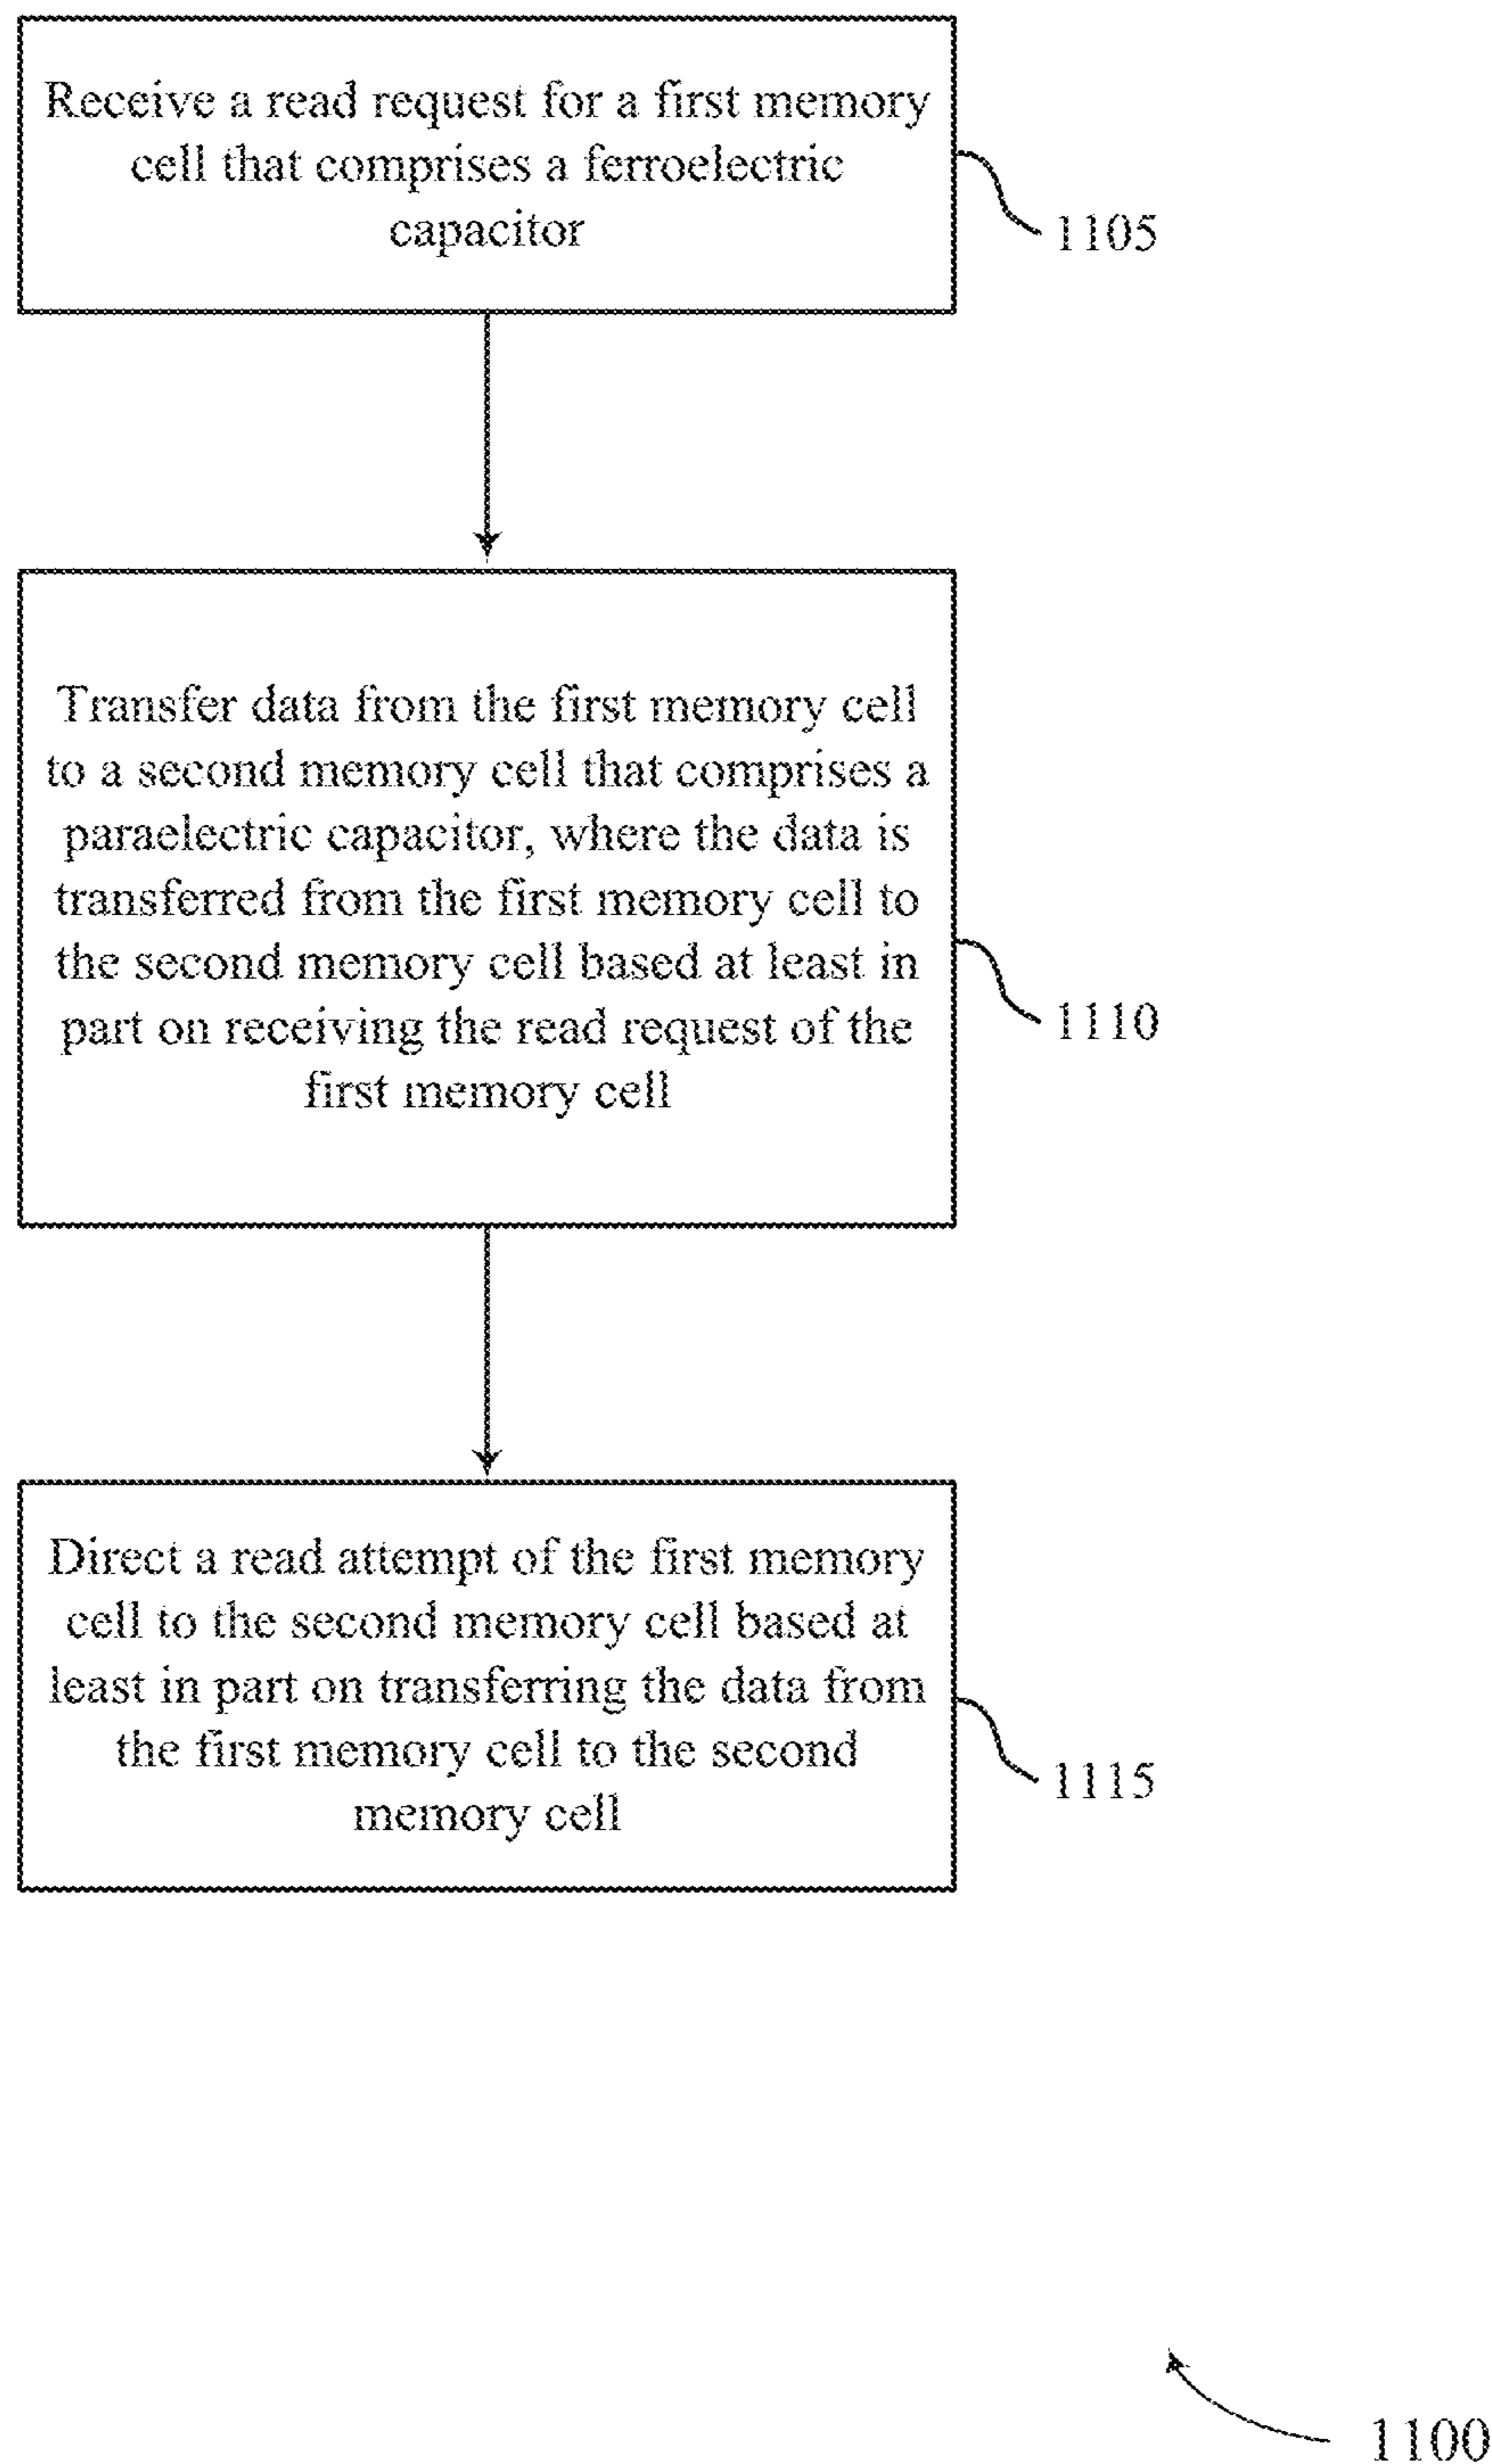 Receive a read request for a first memory
cell that comprises a ferroelectric
capacitor
1105
Transfer data from the first memory cell
to a second memory cell that comprises a
paraelectric capacitor, where the data is
transferred from the first memory cell to
the second memory cell based at least in
part on receiving the read request of the
first memory cell
1110
Direct a read attempt of the first memory
cell to the second memory cell based at
least in part on transferring the data from
the first memory cell to the second
memory cell
1115
1100